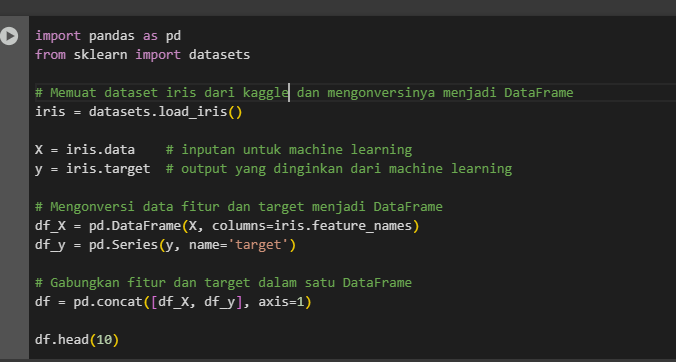 import pandas as pd
from sklearn import datasets
# Memuat dataset iris dari kaggle dan mengonversinya menjadi DataFrame
iris = datasets.load_iris()
X = iris.data    # inputan untuk machine learning
y = iris.target  # output yang dinginkan dari machine learning
# Mengonversi data fitur dan target menjadi DataFrame
df_X = pd.DataFrame(X, columns=iris.feature_names)
df_y = pd.Series(y, name='target')
# Gabungkan fitur dan target dalam satu DataFrame
df = pd.concat([df_X, df_y], axis=1)
df.head(10)